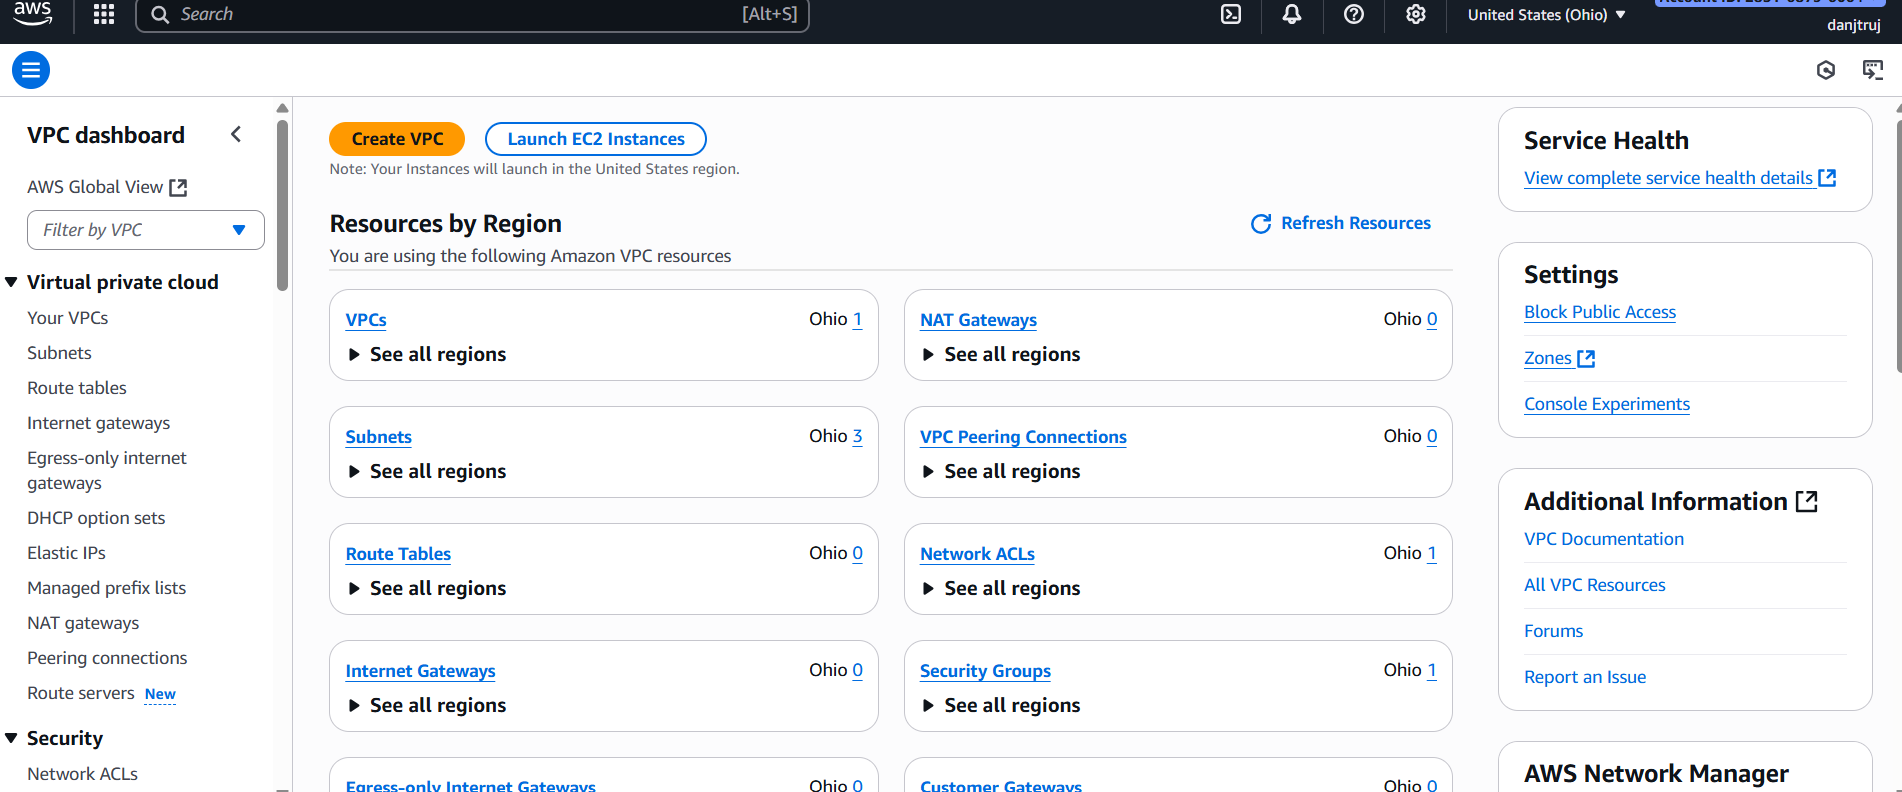 aws
Search [Alt+S]
United States (Ohio)
danjtruj
VPC dashboard
AWS Global View
Filter by VPC
Virtual private cloud
Your VPCs
Subnets
Route tables
Internet gateways
Egress-only internet
gateways
DHCP option sets
Elastic IPs
Managed prefix lists
NAT gateways
Peering connections
Route servers New
Security
Network ACLs
Create VPC Launch EC2 Instances
Note: Your Instances will launch in the United States region.
Resources by Region Refresh Resources
You are using the following Amazon VPC resources
VPCs Ohio 1
See all regions
NAT Gateways Ohio 0
See all regions
Subnets Ohio 3
See all regions
VPC Peering Connections Ohio 0
See all regions
Route Tables Ohio 0
See all regions
Network ACLs Ohio 1
See all regions
Internet Gateways Ohio 0
See all regions
Security Groups Ohio 1
See all regions
Egress-only Internet Gateways Ohio 0
Customer Gateways Ohio 0
Service Health
View complete service health details
Settings
Block Public Access
Zones
Console Experiments
Additional Information
VPC Documentation
All VPC Resources
Forums
Report an Issue
AWS Network Manager